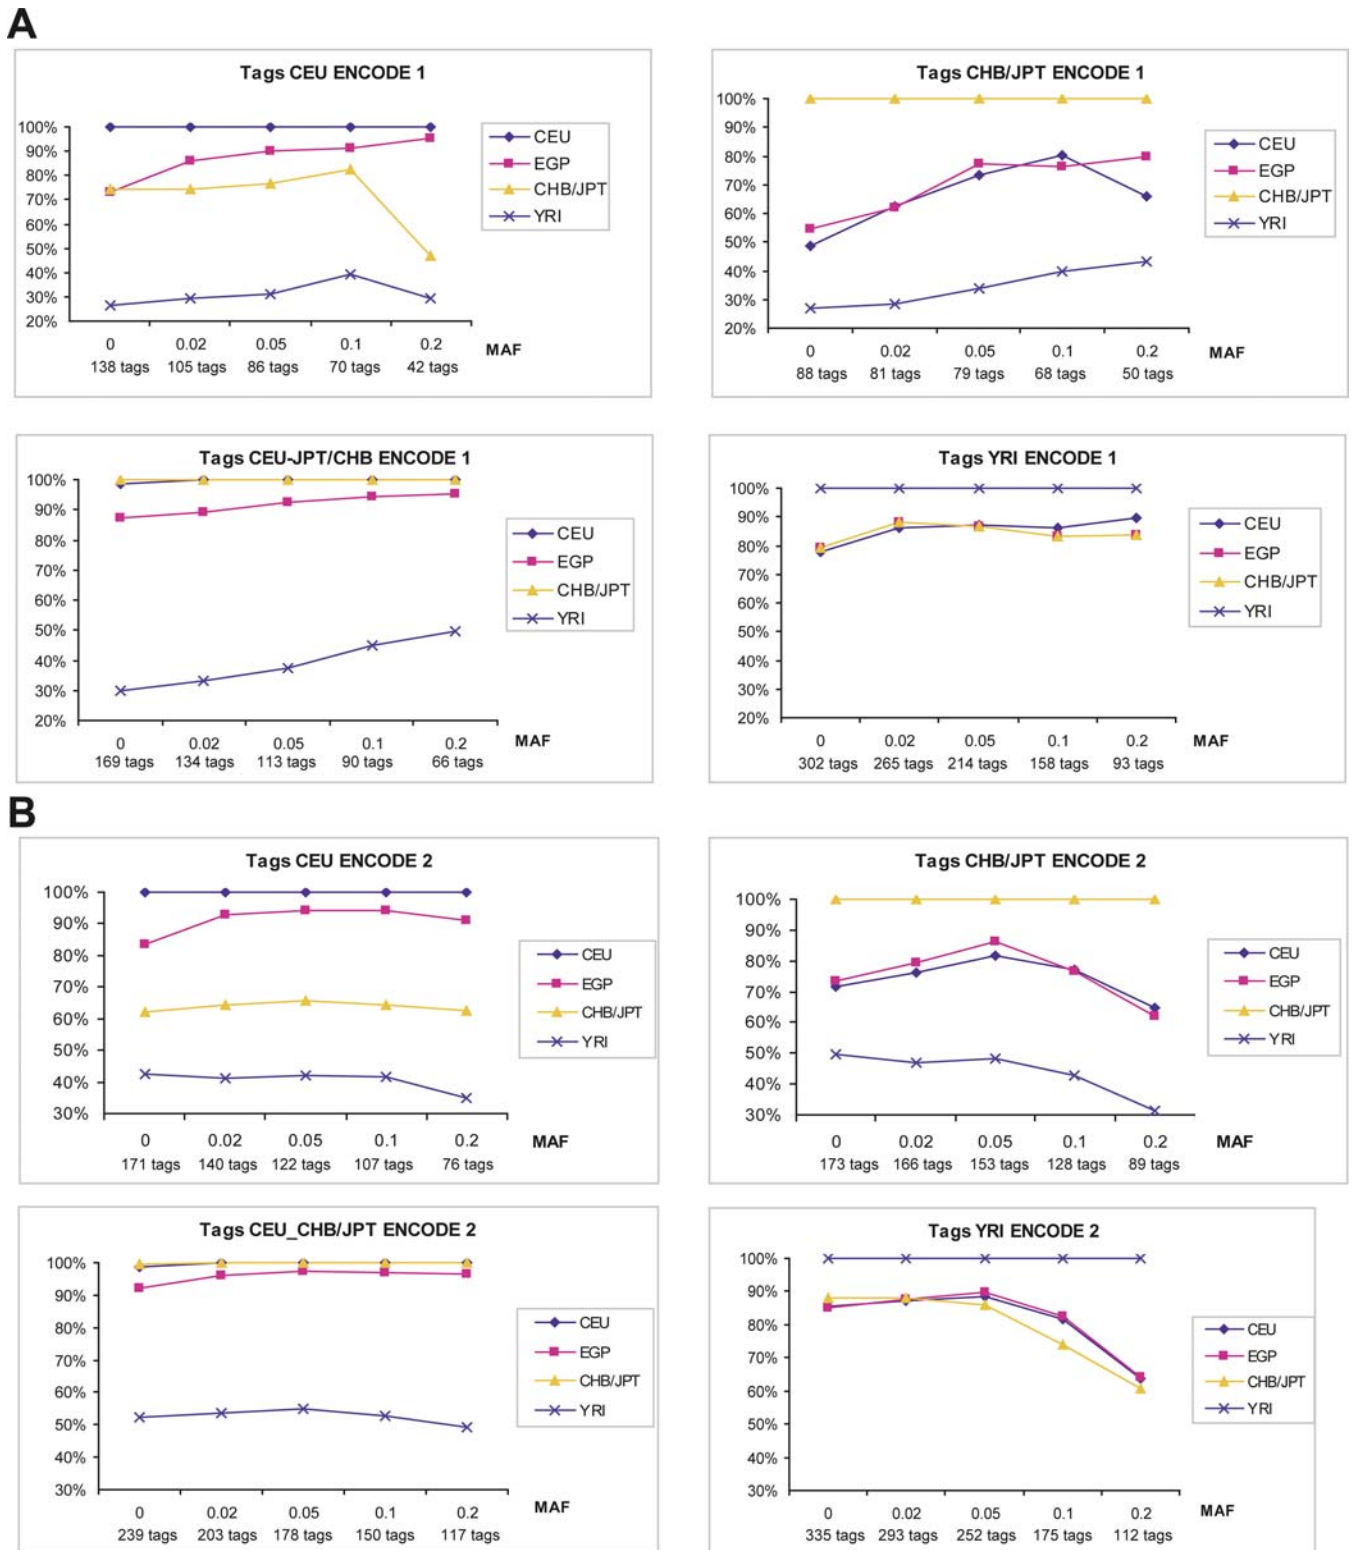 A
Tags CEU ENCODE 1
100%
90%
80%
70%
60%
50%
40%
30%
20%
0 0.02 0.05 0.1 0.2 MAF
138 tags 105 tags 86 tags 70 tags 42 tags
CEU
EGP
CHB/JPT
YRI
Tags CHB/JPT ENCODE 1
100%
90%
80%
70%
60%
50%
40%
30%
20%
0 0.02 0.05 0.1 0.2 MAF
88 tags 81 tags 79 tags 68 tags 50 tags
CEU
EGP
CHB/JPT
YRI
Tags CEU-JPT/CHB ENCODE 1
100%
90%
80%
70%
60%
50%
40%
30%
20%
0 0.02 0.05 0.1 0.2 MAF
169 tags 134 tags 113 tags 90 tags 66 tags
CEU
EGP
CHB/JPT
YRI
Tags YRI ENCODE 1
100%
90%
80%
70%
60%
50%
40%
30%
20%
0 0.02 0.05 0.1 0.2 MAF
302 tags 265 tags 214 tags 158 tags 93 tags
CEU
EGP
CHB/JPT
YRI
B
Tags CEU ENCODE 2
100%
90%
80%
70%
60%
50%
40%
30%
0 0.02 0.05 0.1 0.2 MAF
171 tags 140 tags 122 tags 107 tags 76 tags
CEU
EGP
CHB/JPT
YRI
Tags CHB/JPT ENCODE 2
100%
90%
80%
70%
60%
50%
40%
30%
0 0.02 0.05 0.1 0.2 MAF
173 tags 166 tags 153 tags 128 tags 89 tags
CEU
EGP
CHB/JPT
YRI
Tags CEU_CHB/JPT ENCODE 2
100%
90%
80%
70%
60%
50%
40%
30%
0 0.02 0.05 0.1 0.2 MAF
239 tags 203 tags 178 tags 150 tags 117 tags
CEU
EGP
CHB/JPT
YRI
Tags YRI ENCODE 2
100%
90%
80%
70%
60%
50%
40%
30%
0 0.02 0.05 0.1 0.2 MAF
335 tags 293 tags 252 tags 175 tags 112 tags
CEU
EGP
CHB/JPT
YRI